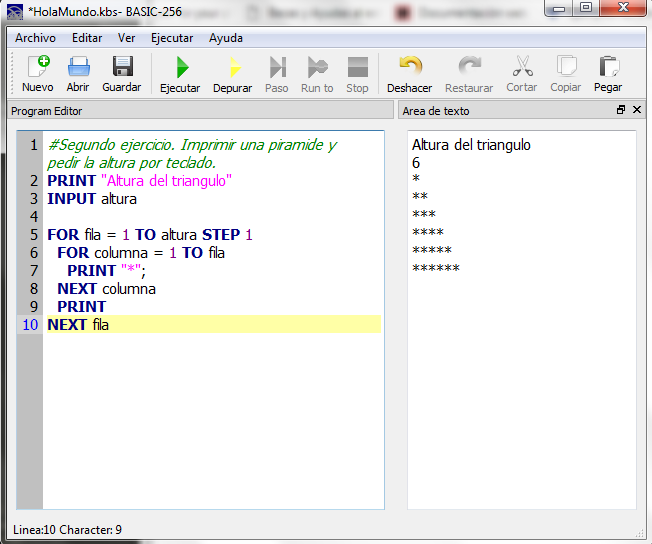 *HolaMundo.kbs- BASIC-256
Archivo Editar Ver Ejecutar Ayuda
Nuevo Abrir Guardar Ejecutar Depurar Paso Run to Stop Deshacer Restaurar Cortar Copiar Pegar
Program Editor
1 #Segundo ejercicio. Imprimir una piramide y
pedir la altura por teclado.
2 PRINT "Altura del triangulo"
3 INPUT altura
4
5 FOR fila = 1 TO altura STEP 1
6 FOR columna = 1 TO fila
7 PRINT "*";
8 NEXT columna
9 PRINT
10 NEXT fila
Area de texto
Altura del triangulo
6
*
**
***
****
*****
******
Linea:10 Character: 9